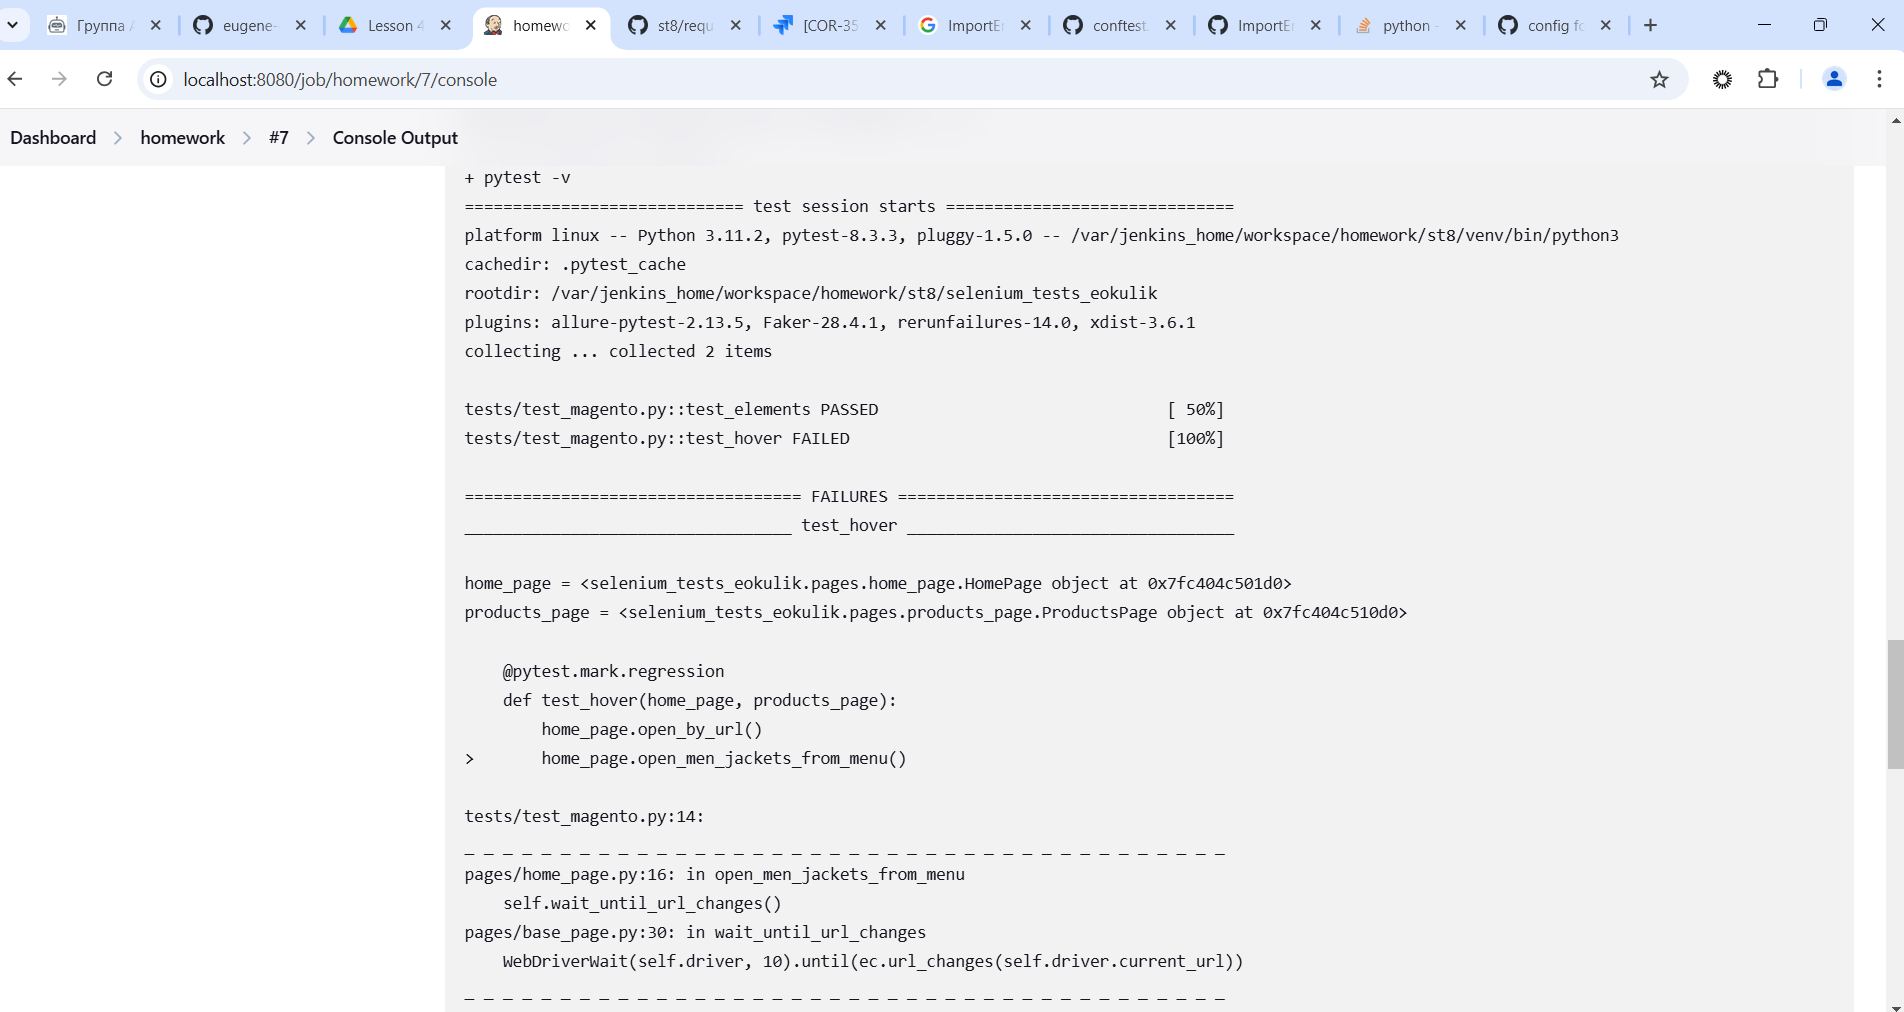 Группа
eugene-
Lesson 4
homewo
st8/requ
[COR-35
ImportEr
conftest.
ImportEr
python -
config fo
localhost:8080/job/homework/7/console
Dashboard > homework > #7 > Console Output
+ pytest -v
============================= test session starts ==============================
platform linux -- Python 3.11.2, pytest-8.3.3, pluggy-1.5.0 -- /var/jenkins_home/workspace/homework/st8/venv/bin/python3
cachedir: .pytest_cache
rootdir: /var/jenkins_home/workspace/homework/st8/selenium_tests_eokulik
plugins: allure-pytest-2.13.5, Faker-28.4.1, rerunfailures-14.0, xdist-3.6.1
collecting ... collected 2 items
tests/test_magento.py::test_elements PASSED [ 50%]
tests/test_magento.py::test_hover FAILED [100%]
=================================== FAILURES ===================================
__________________________________ test_hover __________________________________
home_page = <selenium_tests_eokulik.pages.home_page.HomePage object at 0x7fc404c501d0>
products_page = <selenium_tests_eokulik.pages.products_page.ProductsPage object at 0x7fc404c510d0>
@pytest.mark.regression
def test_hover(home_page, products_page):
home_page.open_by_url()
> home_page.open_men_jackets_from_menu()
tests/test_magento.py:14:
_ _ _ _ _ _ _ _ _ _ _ _ _ _ _ _ _ _ _ _ _ _ _ _ _ _ _ _ _ _ _ _ _ _ _ _ _ _ _ _
pages/home_page.py:16: in open_men_jackets_from_menu
self.wait_until_url_changes()
pages/base_page.py:30: in wait_until_url_changes
WebDriverWait(self.driver, 10).until(ec.url_changes(self.driver.current_url))
_ _ _ _ _ _ _ _ _ _ _ _ _ _ _ _ _ _ _ _ _ _ _ _ _ _ _ _ _ _ _ _ _ _ _ _ _ _ _ _